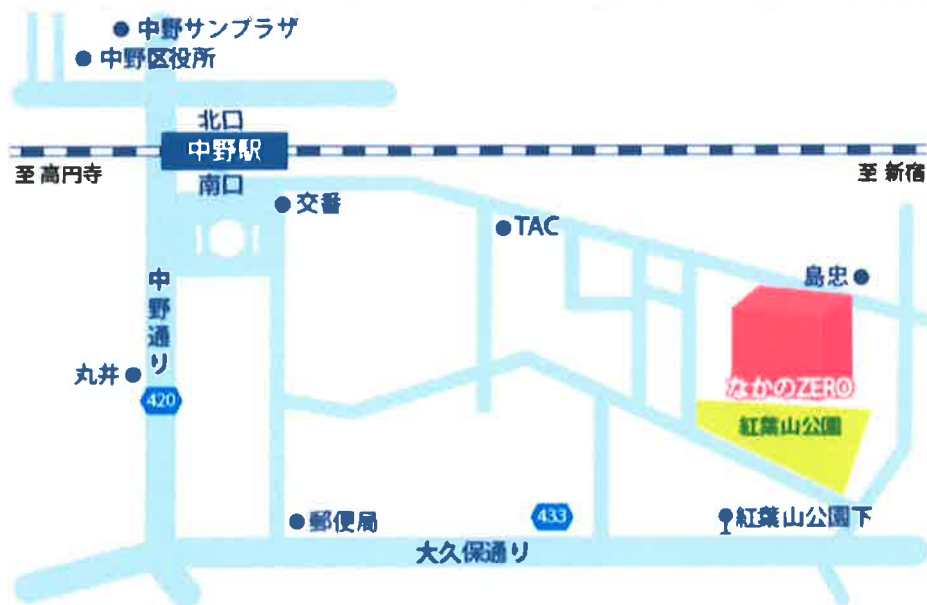 中野サンプラザ
中野区役所
北口
中野駅
至 高円寺
至 新宿
南口
交番
TAC
島忠
中野通り
丸井
420
なかのZERO
紅葉山公園
郵便局
433
紅葉山公園下
大久保通り